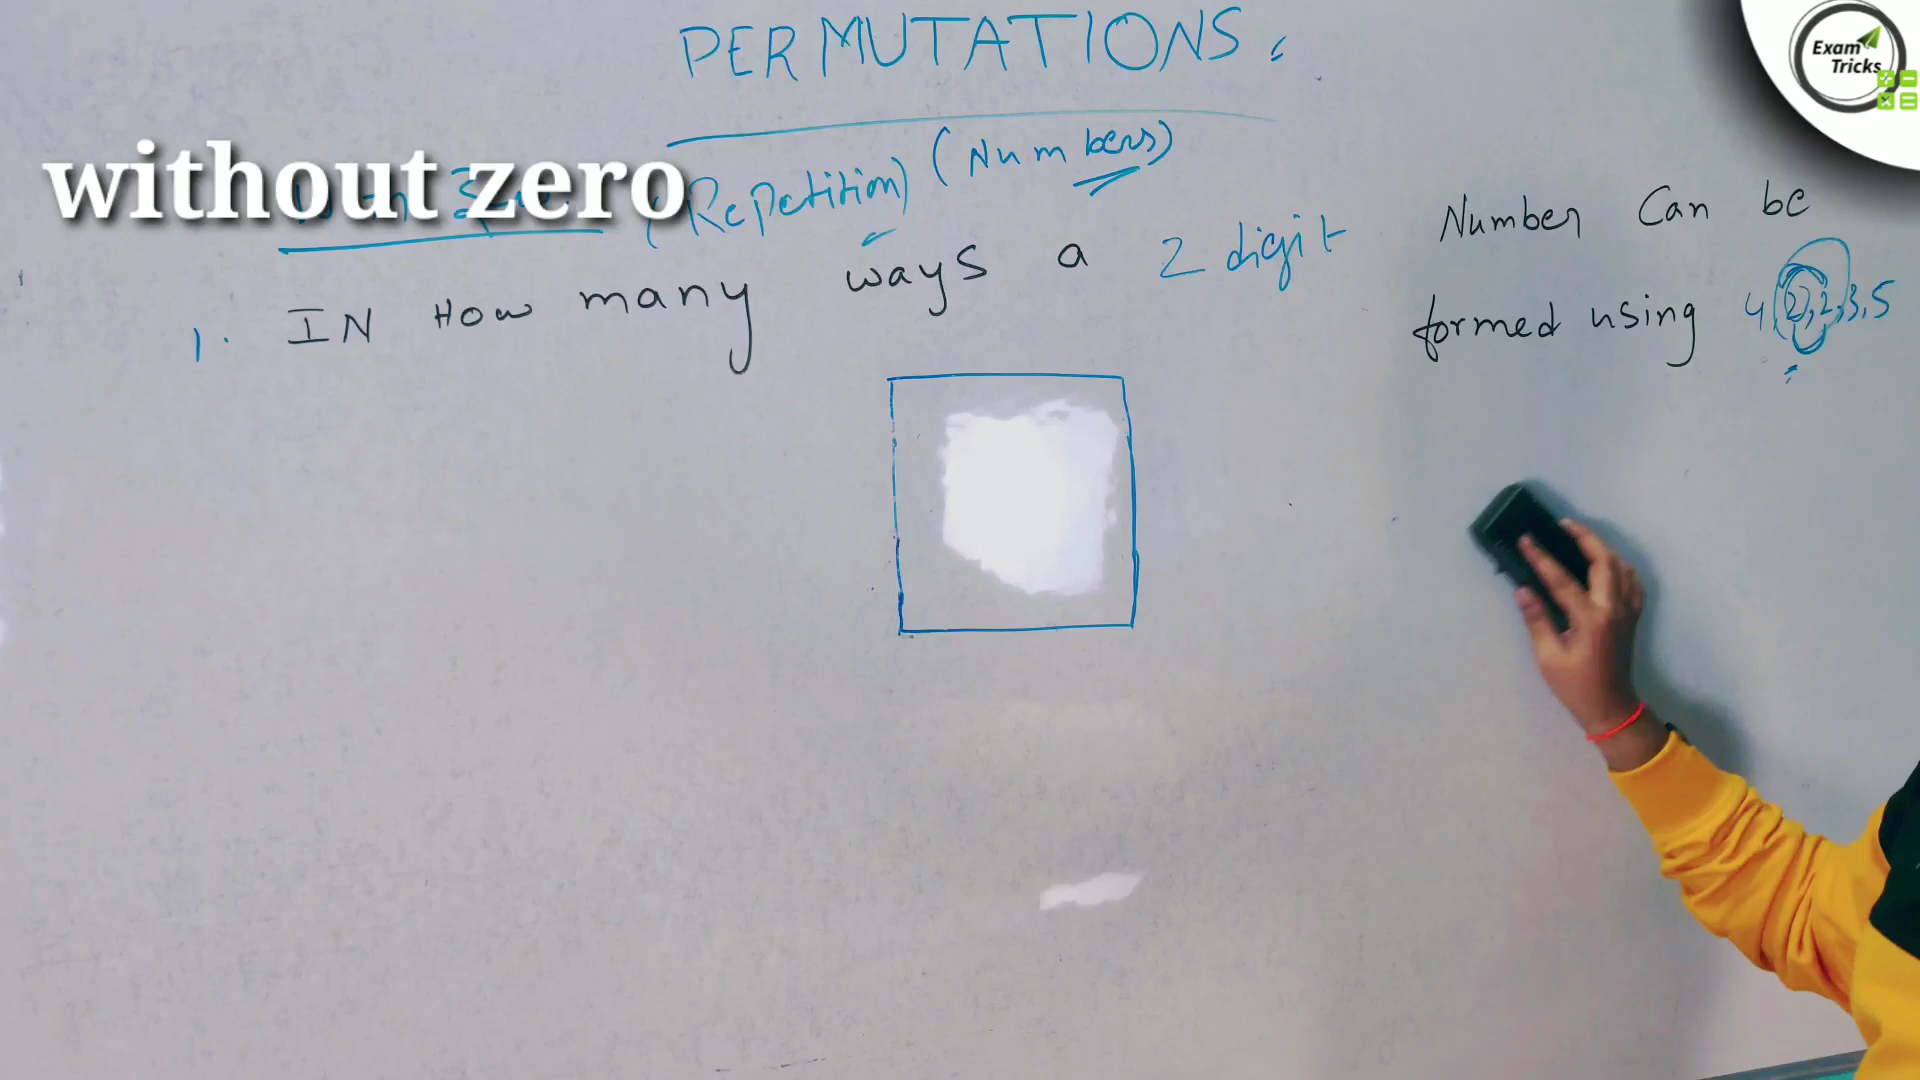 PERMUTATIONS
Exam
Tricks
without zero
(Repetition) (Numbers)
1. IN How many ways a 2 digit Number Can be
formed using 4, 2, 2, 3, 5